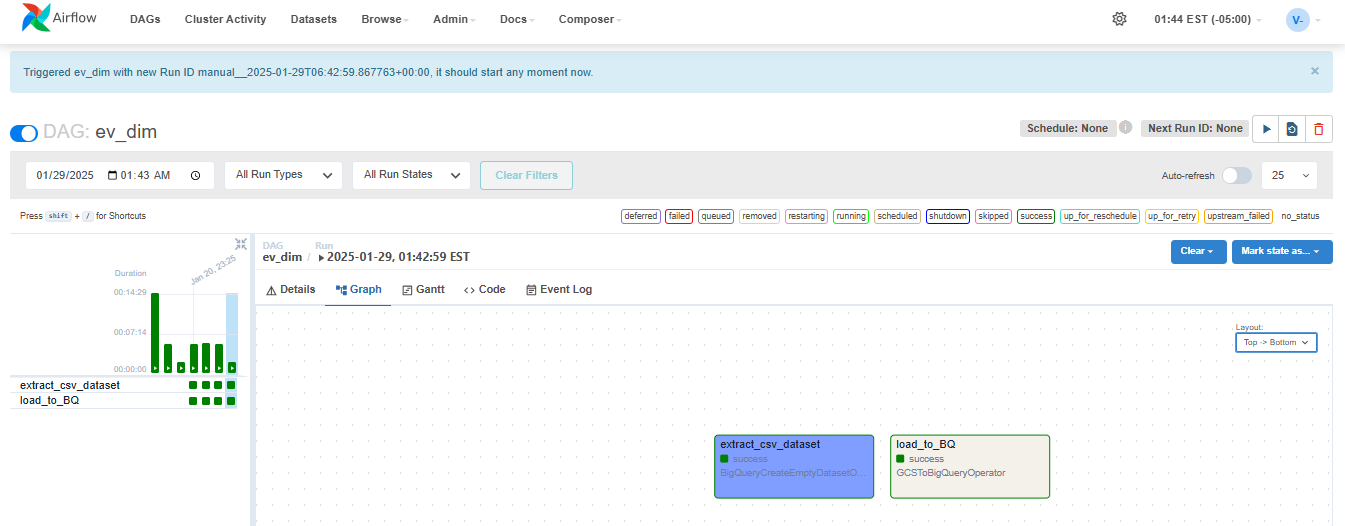 Airflow DAGs Cluster Activity Datasets Browse Admin Docs Composer 01:44 EST (-05:00) V-
Triggered ev_dim with new Run ID manual__2025-01-29T06:42:59.867763+00:00, it should start any moment now. ×
DAG: ev_dim Schedule: None i Next Run ID: None
01/29/2025 01:43 AM All Run Types All Run States Clear Filters Auto-refresh 25
Press shift + / for Shortcuts deferred failed queued removed restarting running scheduled shutdown skipped success up_for_reschedule up_for_retry upstream_failed no_status
DAG Run
ev_dim / 2025-01-29, 01:42:59 EST Clear Mark state as...
Jan 20, 23:25
Duration
00:14:29
00:07:14
00:00:00
extract_csv_dataset
load_to_BQ
Details Graph Gantt Code Event Log
Layout:
Top -> Bottom
extract_csv_dataset
success
BigQueryCreateEmptyDatasetO...
load_to_BQ
success
GCSToBigQueryOperator